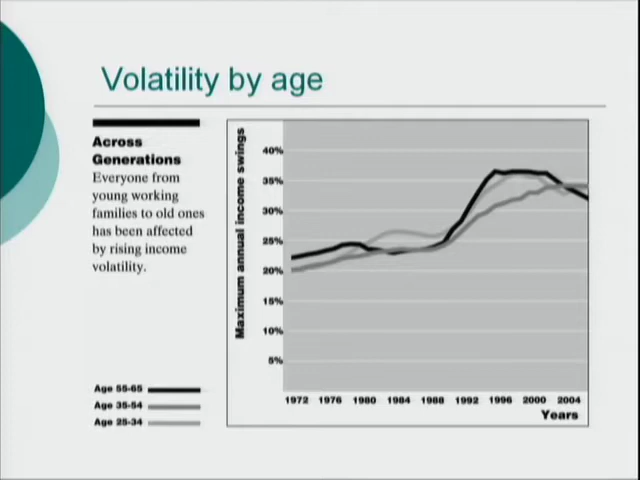 Volatility by age
Across
Generations
Everyone from
young working
families to old ones
has been affected
by rising income
volatility.
Age 55-65
Age 35-54
Age 25-34
Maximum annual income swings
40%
35%
30%
25%
20%
15%
10%
5%
1972 1976 1980 1984 1988 1992 1996 2000 2004
Years